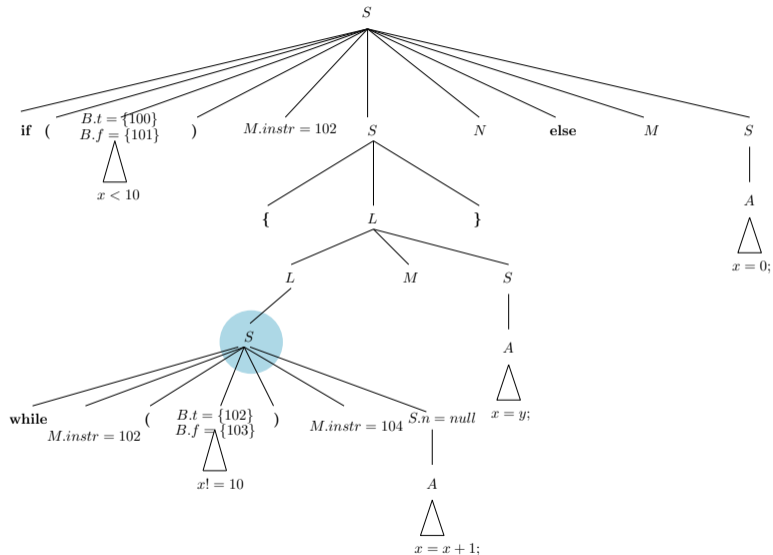 S
if ( B.t = {100} ) M.instr = 102 S N else M S
B.f = {101}
x < 10
A
{ L }
x = 0;
L M S
S
A
while M.instr = 102 ( B.t = {102} ) M.instr = 104 S.n = null
B.f = {103}
x = y;
x! = 10
A
x = x + 1;